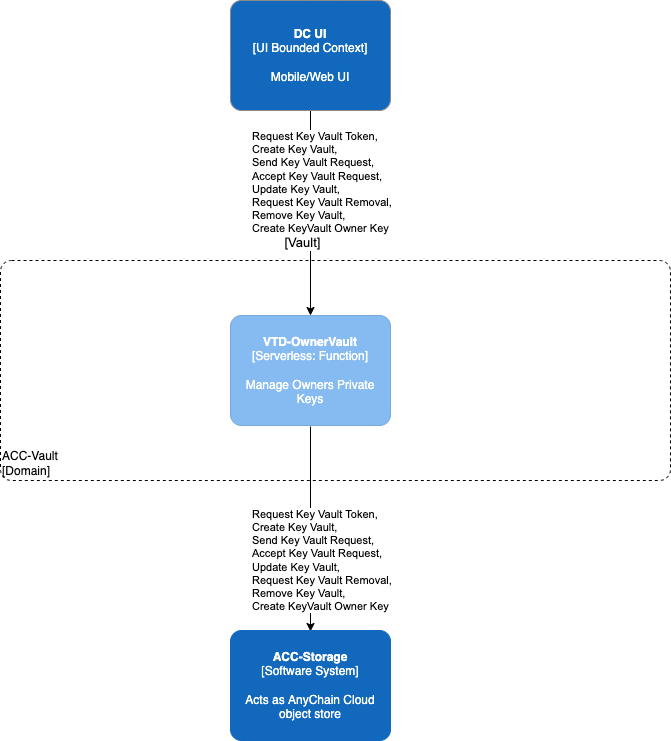 DC UI
[UI Bounded Context]
Mobile/Web UI
Request Key Vault Token,
Create Key Vault,
Send Key Vault Request,
Accept Key Vault Request,
Update Key Vault,
Request Key Vault Removal,
Remove Key Vault,
Create KeyVault Owner Key
[Vault]
VTD-OwnerVault
[Serverless: Function]
Manage Owners Private
Keys
ACC-Vault
[Domain]
Request Key Vault Token,
Create Key Vault,
Send Key Vault Request,
Accept Key Vault Request,
Update Key Vault,
Request Key Vault Removal,
Remove Key Vault,
Create KeyVault Owner Key
ACC-Storage
[Software System]
Acts as AnyChain Cloud
object store